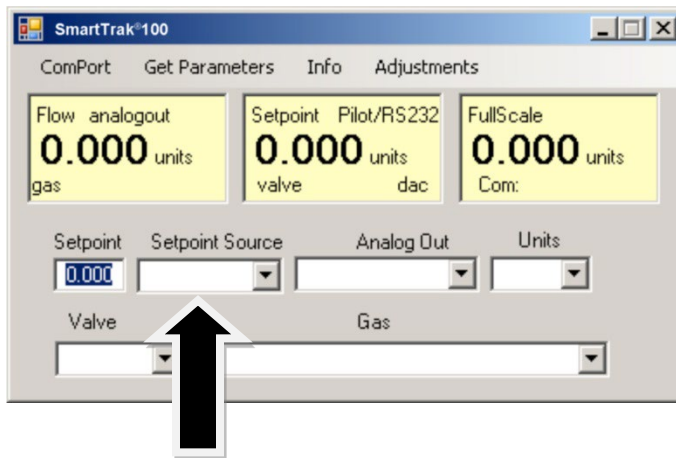 SmartTrak®100
ComPort Get Parameters Info Adjustments
Flow analogout
0.000 units
gas
Setpoint Pilot/RS232
0.000 units
valve dac
FullScale
0.000 units
Com:
Setpoint Setpoint Source Analog Out Units
0.000
Valve Gas